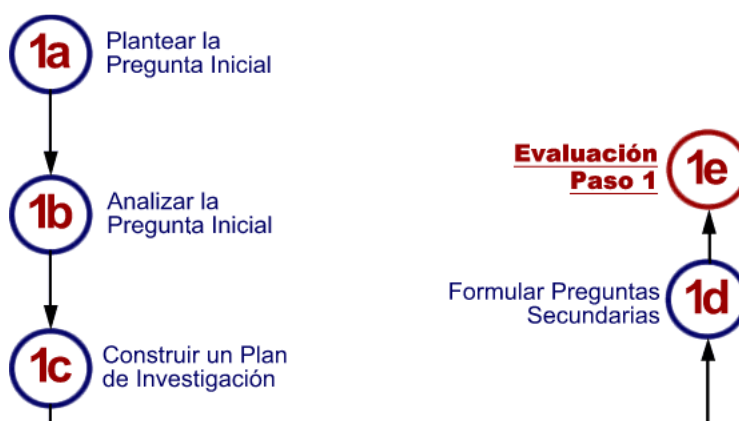 1a
Plantear la
Pregunta Inicial
1b
Analizar la
Pregunta Inicial
1c
Construir un Plan
de Investigación
Evaluación
Paso 1
1e
Formular Preguntas
Secundarias
1d